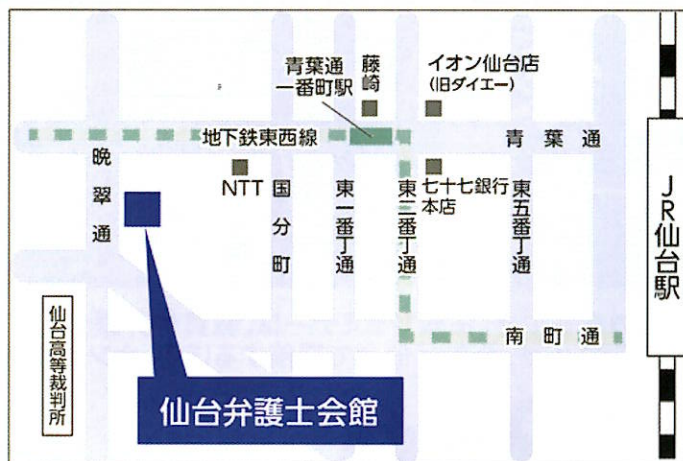 青葉通
一番町駅
藤崎
イオン仙台店
(旧ダイエー)
地下鉄東西線
青葉通
晩翠通
NTT
国分町
東一番丁通
東二番丁通
七十七銀行
本店
東五番丁通
JR仙台駅
仙台高等裁判所
南町通
仙台弁護士会館